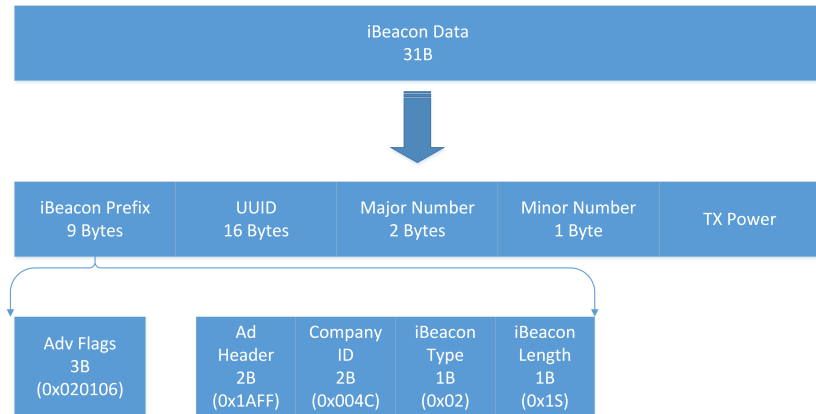 iBeacon Data
31B
iBeacon Prefix
9 Bytes
UUID
16 Bytes
Major Number
2 Bytes
Minor Number
1 Byte
TX Power
Adv Flags
3B
(0x020106)
Ad
Header
2B
(0x1AFF)
Company
ID
2B
(0x004C)
iBeacon
Type
1B
(0x02)
iBeacon
Length
1B
(0x1S)